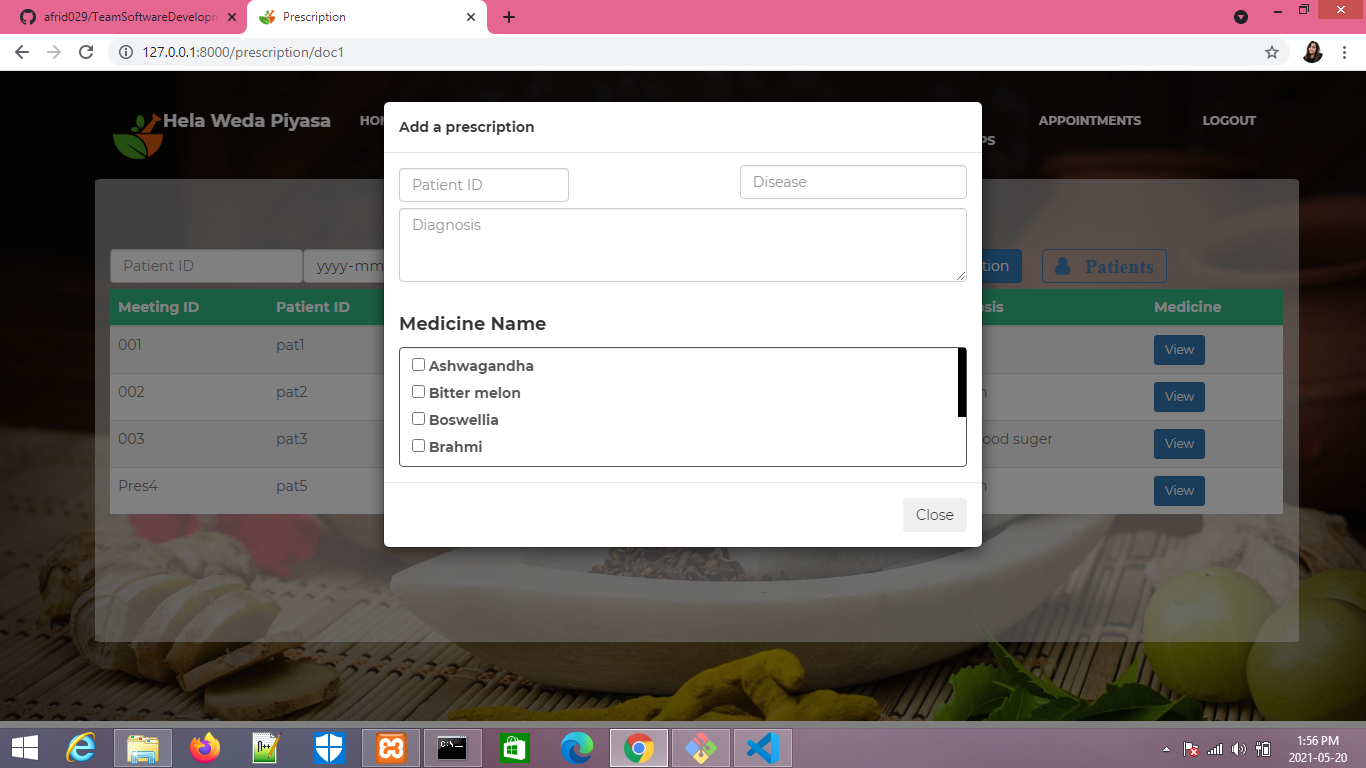 afrid029/TeamSoftwareDevelopm
Prescription
127.0.0.1:8000/prescription/doc1
Add a prescription
Hela Weda Piyasa
APPOINTMENTS
LOGOUT
Patient ID
Disease
Diagnosis
Patient ID
yyyy-mm
Patients
Medicine Name
Meeting ID
Patient ID
Medicine
001
pat1
View
002
pat2
View
003
pat3
ood suger
View
Pres4
pat5
View
Ashwagandha
Bitter melon
Boswellia
Brahmi
Close
1:56 PM
2021-05-20